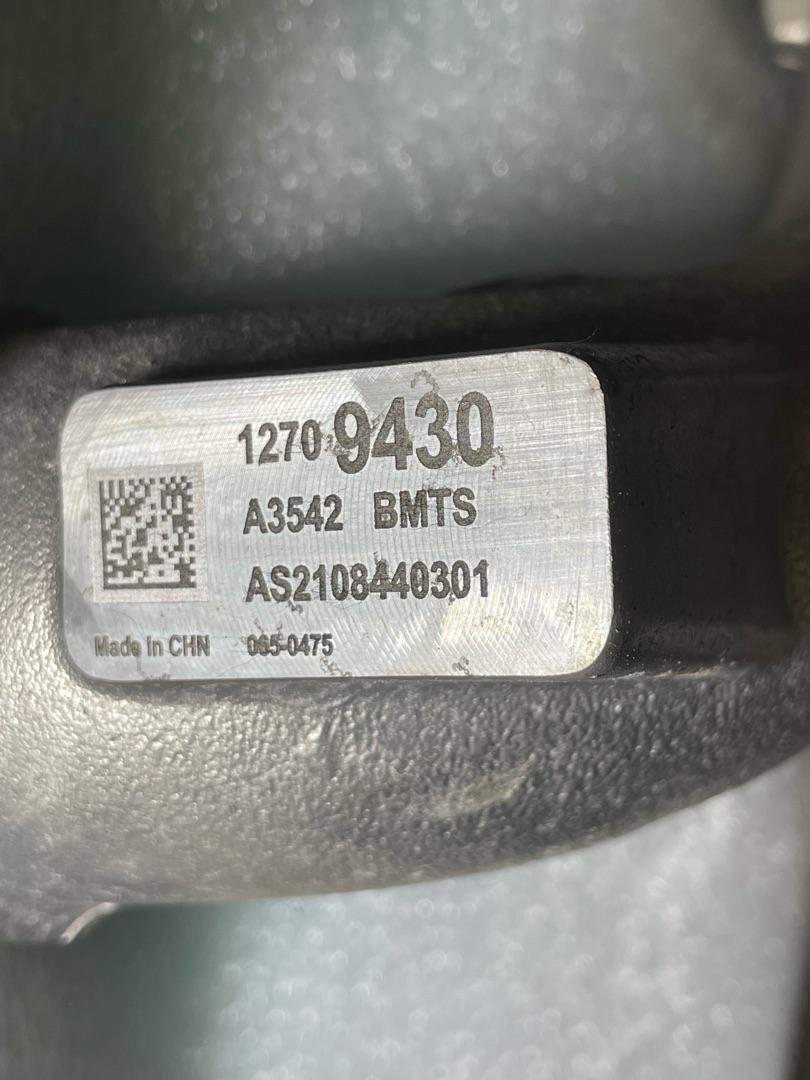 1270 9430
A3542 BMTS
AS2108440301
Made in CHN 065-0475